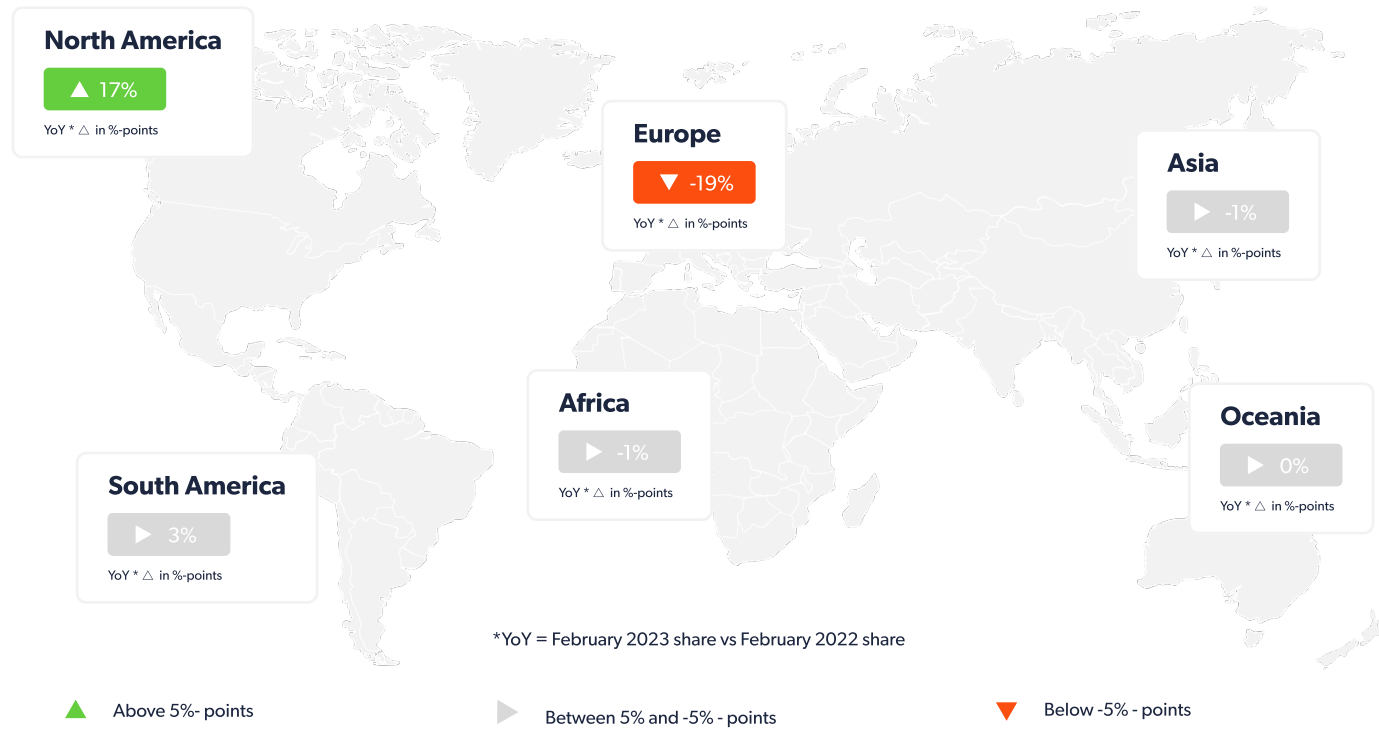 North America
▲ 17%
YoY * △ in %-points
Europe
▼ -19%
YoY * △ in %-points
Asia
▶ -1%
YoY * △ in %-points
Africa
▶ -1%
YoY * △ in %-points
Oceania
▶ 0%
YoY * △ in %-points
South America
▶ 3%
YoY * △ in %-points
*YoY = February 2023 share vs February 2022 share
▲ Above 5%- points
▶ Between 5% and -5% - points
▼ Below -5% - points